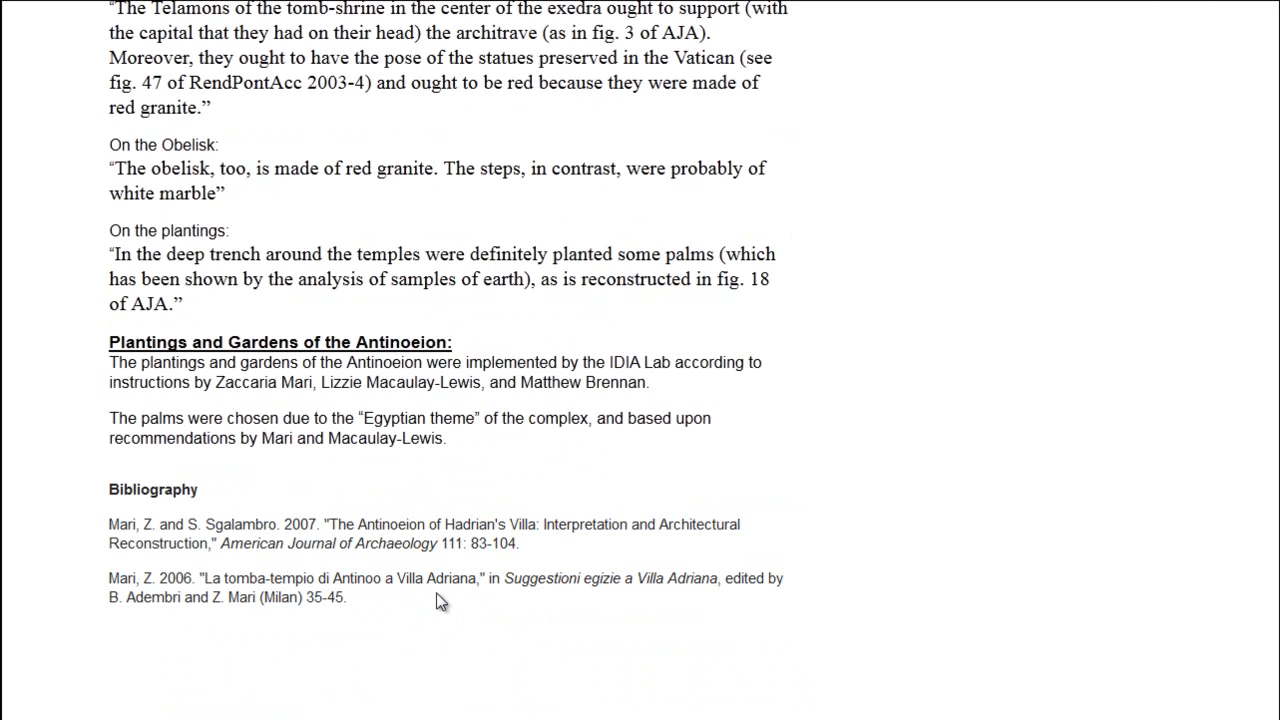 “The Telamons of the tomb-shrine in the center of the exedra ought to support (with
the capital that they had on their head) the architrave (as in fig. 3 of AJA).
Moreover, they ought to have the pose of the statues preserved in the Vatican (see
fig. 47 of RendPontAcc 2003-4) and ought to be red because they were made of
red granite.”
On the Obelisk:
“The obelisk, too, is made of red granite. The steps, in contrast, were probably of
white marble”
On the plantings:
“In the deep trench around the temples were definitely planted some palms (which
has been shown by the analysis of samples of earth), as is reconstructed in fig. 18
of AJA.”
Plantings and Gardens of the Antinoeion:
The plantings and gardens of the Antinoeion were implemented by the IDIA Lab according to
instructions by Zaccaria Mari, Lizzie Macaulay-Lewis, and Matthew Brennan.
The palms were chosen due to the “Egyptian theme” of the complex, and based upon
recommendations by Mari and Macaulay-Lewis.
Bibliography
Mari, Z. and S. Sgalambro. 2007. "The Antinoeion of Hadrian's Villa: Interpretation and Architectural
Reconstruction," American Journal of Archaeology 111: 83-104.
Mari, Z. 2006. "La tomba-tempio di Antinoo a Villa Adriana," in Suggestioni egizie a Villa Adriana, edited by
B. Adembri and Z. Mari (Milan) 35-45.